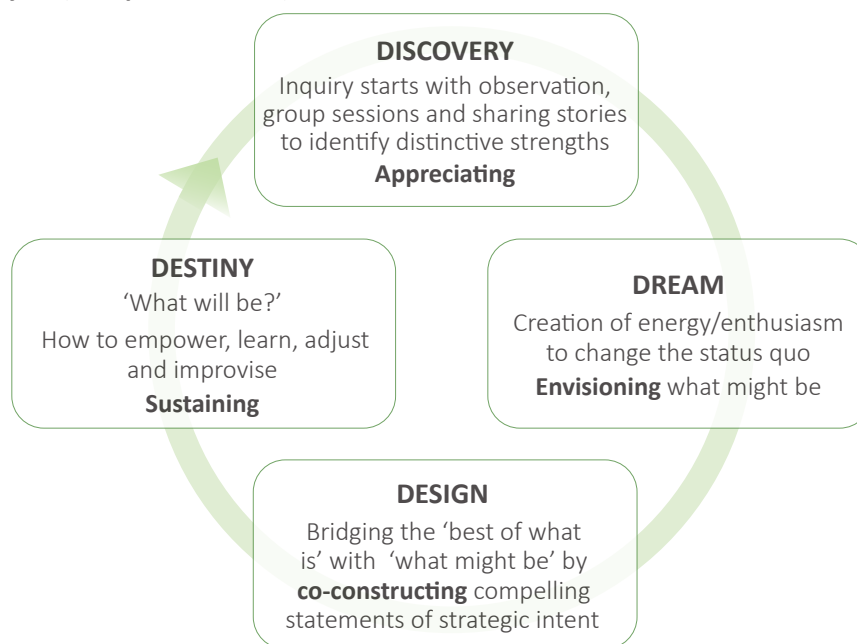 DISCOVERY
Inquiry starts with observation,
group sessions and sharing stories
to identify distinctive strengths
Appreciating
DREAM
Creation of energy/enthusiasm
to change the status quo
Envisioning what might be
DESIGN
Bridging the ‘best of what
is’ with ‘what might be’ by
co-constructing compelling
statements of strategic intent
DESTINY
‘What will be?’
How to empower, learn, adjust
and improvise
Sustaining